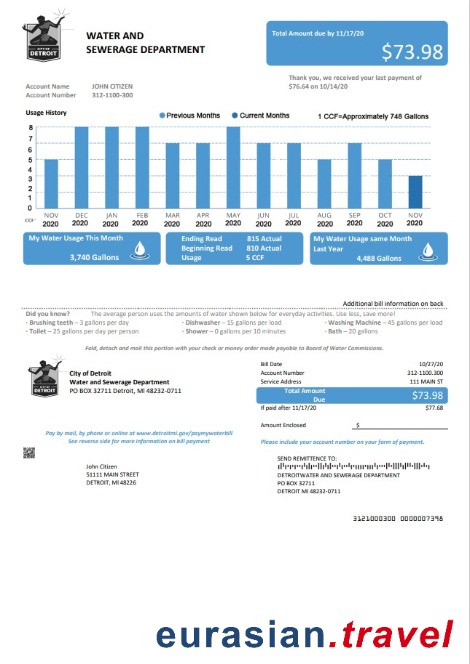 CITY OF
DETROIT
WATER AND
SEWERAGE DEPARTMENT
Total Amount due by 11/17/20
$73.98
Thank you, we received your last payment of
$76.64 on 10/14/20
Account Name JOHN CITIZEN
Account Number 312-1100-300
Usage History
Previous Months Current Months 1 CCF=Approximately 748 Gallons
8
8
6
5
4
3
2
1
0
CCF
NOV DEC JAN FEB MAR APR MAY JUN JUL AUG SEP OCT NOV
2020 2020 2020 2020 2020 2020 2020 2020 2020 2020 2020 2020 2020
My Water Usage This Month
3,740 Gallons
Ending Read 815 Actual
Beginning Read 810 Actual
Usage 5 CCF
My Water Usage same Month
Last Year
4,488 Gallons
Additional bill information on back
Did you know? The average person uses the amounts of water shown below for everyday activities. Use less, save more!
- Brushing teeth – 3 gallons per day - Dishwasher – 15 gallons per load - Washing Machine – 45 gallons per load
- Toilet – 25 gallons per day per person - Shower – 0 gallons per 10 minutes - Bath – 20 gallons
Fold, detach and mail this portion with your check or money order made payable to Board of Water Commissions.
CITY OF
DETROIT
City of Detroit
Water and Sewerage Department
PO BOX 32711 Detroit, MI 48232-0711
Bill Date 10/27/20
Account Number 312-1100.300
Service Address 111 MAIN ST
Total Amount
Due
$73.98
If paid after 11/17/20 $77.68
Amount Enclosed $
Pay by mail, by phone or online at www.detroitmi.gov/paymywaterbill
See reverse side for more information on bill payment
Please include your account number on your form of payment.
John Citizen
51111 MAIN STREET
DETROIT, MI 48226
SEND REMITTENCE TO:
DETROITWATER AND SEWERAGE DEPARTMENT
PO BOX 32711
DETROIT MI 48232-0711
3121000300 0000007398
eurasian.travel